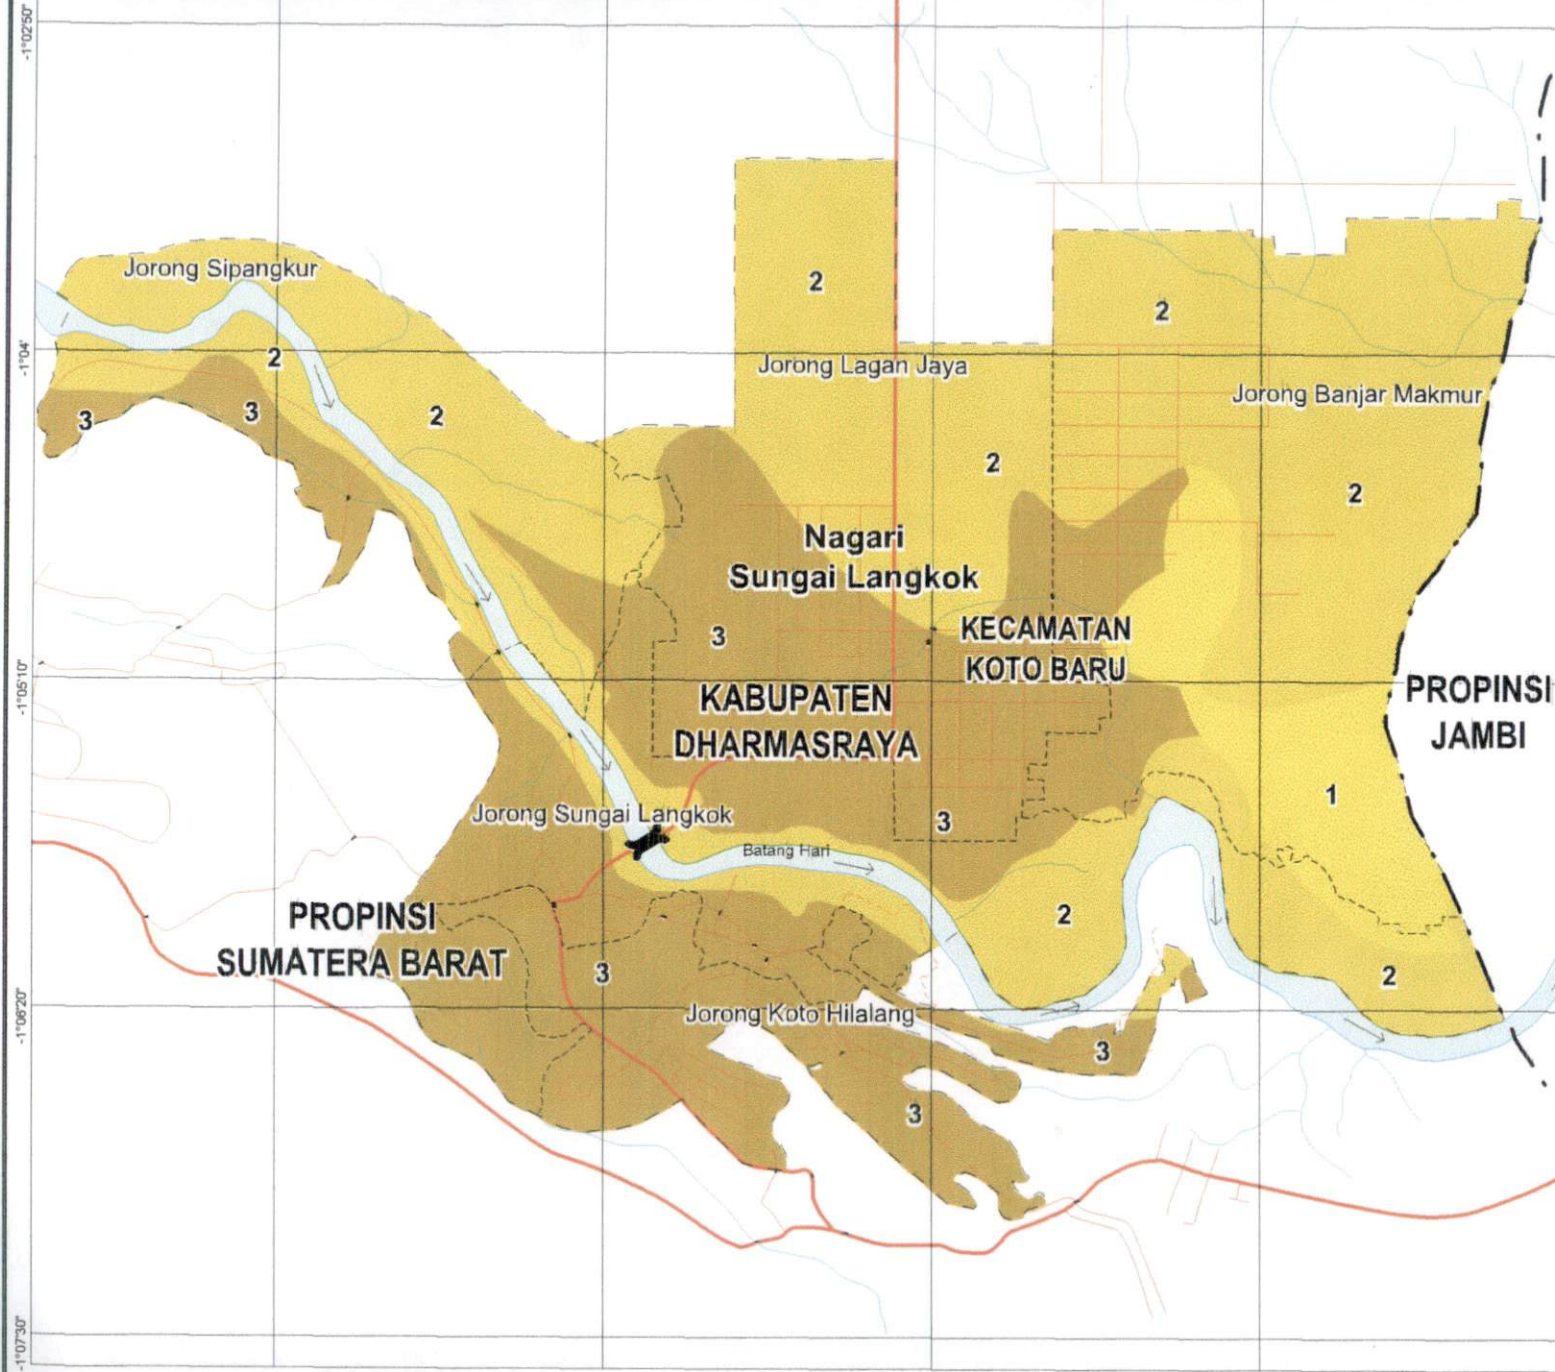 -1°02'50"
2
Jorong Sipangkur
2
-1°04'
2
Jorong Lagan Jaya
Jorong Banjar Makmur
3
3
2
2
2
Nagari
Sungai Langkok
3
KECAMATAN
KOTO BARU
-1°05'10"
KABUPATEN
DHARMASRAYA
PROPINSI
JAMBI
1
Jorong Sungai Langkok
3
Batang Hari
PROPINSI
SUMATERA BARAT
2
3
2
-1°06'20"
Jorong Koto Hilalang
3
3
-1°07'30"